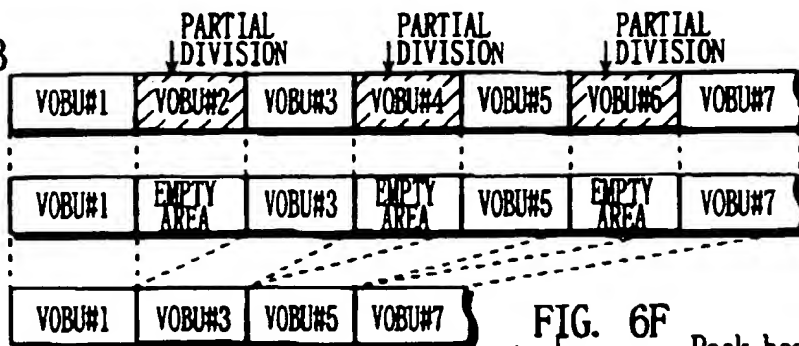 PARTIAL DIVISION PARTIAL DIVISION PARTIAL DIVISION
VOBU#1 VOBU#2 VOBU#3 VOBU#4 VOBU#5 VOBU#6 VOBU#7
VOBU#1 EMPTY AREA VOBU#3 EMPTY AREA VOBU#5 EMPTY AREA VOBU#7
VOBU#1 VOBU#3 VOBU#5 VOBU#7
FIG. 6F